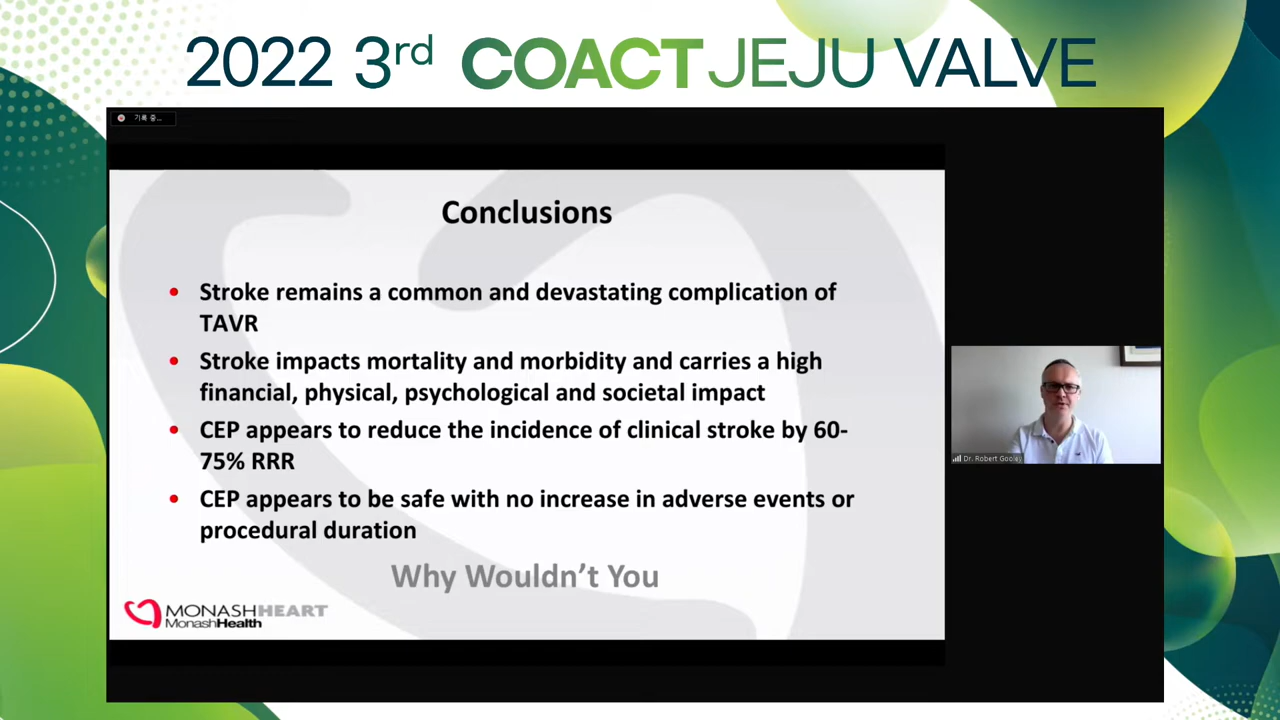 2022 3rd COACT JEJU VALVE
기록 중...
Conclusions
• Stroke remains a common and devastating complication of
TAVR
• Stroke impacts mortality and morbidity and carries a high
financial, physical, psychological and societal impact
• CEP appears to reduce the incidence of clinical stroke by 60-
75% RRR
• CEP appears to be safe with no increase in adverse events or
procedural duration
Why Wouldn't You
MONASHHEART
MonashHealth
Dr. Robert Gooley